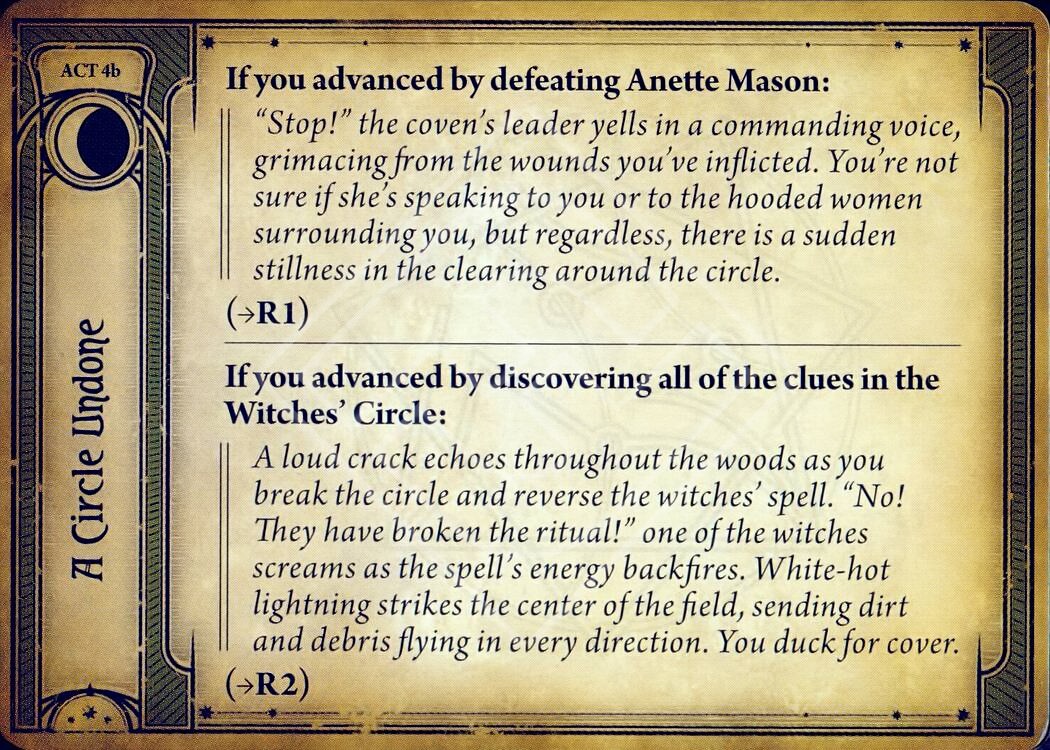 ACT 4b
A Circle Undone
If you advanced by defeating Anette Mason:
“Stop!” the coven’s leader yells in a commanding voice,
grimacing from the wounds you’ve inflicted. You’re not
sure if she’s speaking to you or to the hooded women
surrounding you, but regardless, there is a sudden
stillness in the clearing around the circle.
(→R1)
If you advanced by discovering all of the clues in the
Witches’ Circle:
A loud crack echoes throughout the woods as you
break the circle and reverse the witches’ spell. “No!
They have broken the ritual!” one of the witches
screams as the spell’s energy backfires. White-hot
lightning strikes the center of the field, sending dirt
and debris flying in every direction. You duck for cover.
(→R2)